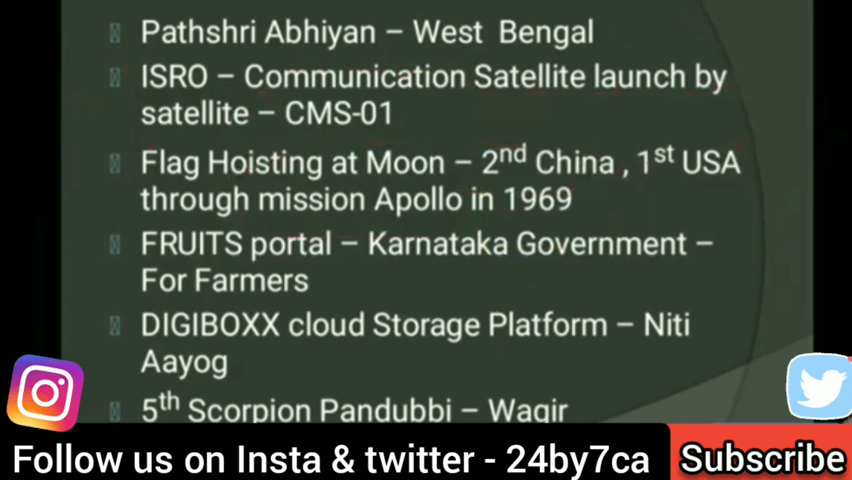 Pathshri Abhiyan – West Bengal
ISRO – Communication Satellite launch by
satellite – CMS-01
Flag Hoisting at Moon – 2nd China , 1st USA
through mission Apollo in 1969
FRUITS portal – Karnataka Government –
For Farmers
DIGIBOXX cloud Storage Platform – Niti
Aayog
5th Scorpion Pandubbi – Wagir
Follow us on Insta & twitter - 24by7ca Subscribe